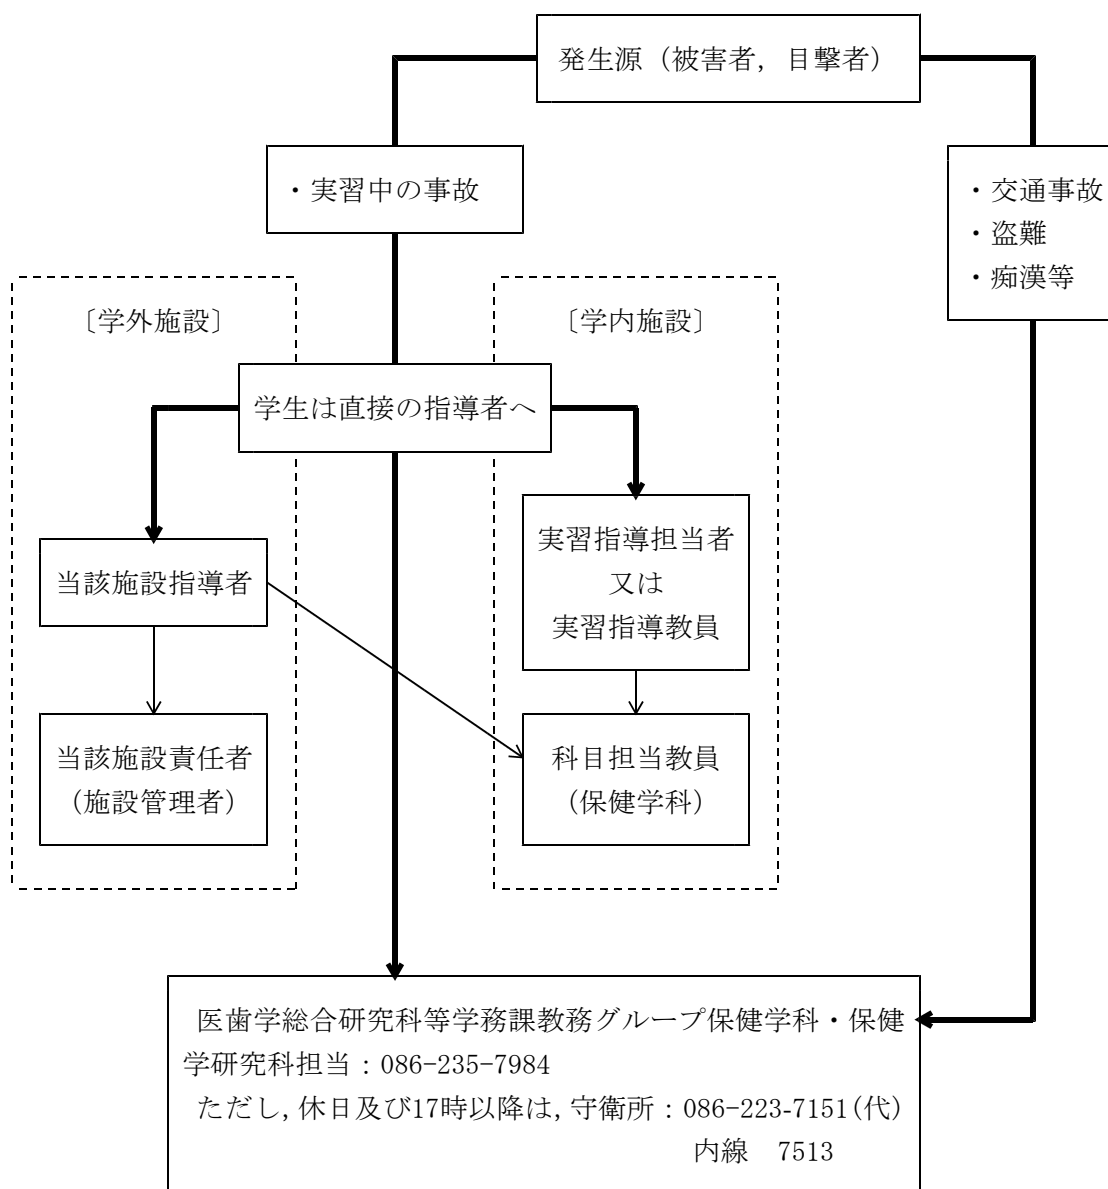 発生源（被害者，目撃者）
・実習中の事故
・交通事故
・盗難
・痴漢等
〔学外施設〕
〔学内施設〕
学生は直接の指導者へ
当該施設指導者
実習指導担当者
又は
実習指導教員
当該施設責任者
（施設管理者）
科目担当教員
（保健学科）
医歯学総合研究科等学務課教務グループ保健学科・保健
学研究科担当：086-235-7984
ただし,休日及び17時以降は,守衛所：086-223-7151(代)
内線　7513